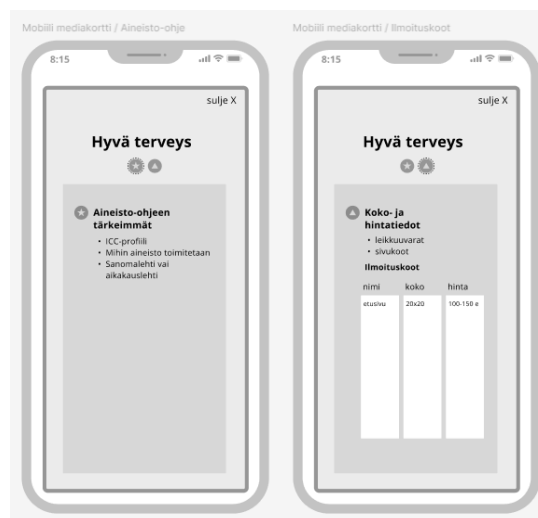 Mobiili mediakortti / Aineisto-ohje
8:15
sulje X
Hyvä terveys
Aineisto-ohjeen
tärkeimmät
• ICC-profiili
• Mihin aineisto toimitetaan
• Sanomalehti vai
aikakauslehti
Mobiili mediakortti / Ilmoituskoot
8:15
sulje X
Hyvä terveys
Koko- ja
hintatiedot
• leikkuuvarat
• sivukoot
Ilmoituskoot
nimi koko hinta
etusivu 20x20 100-150 e